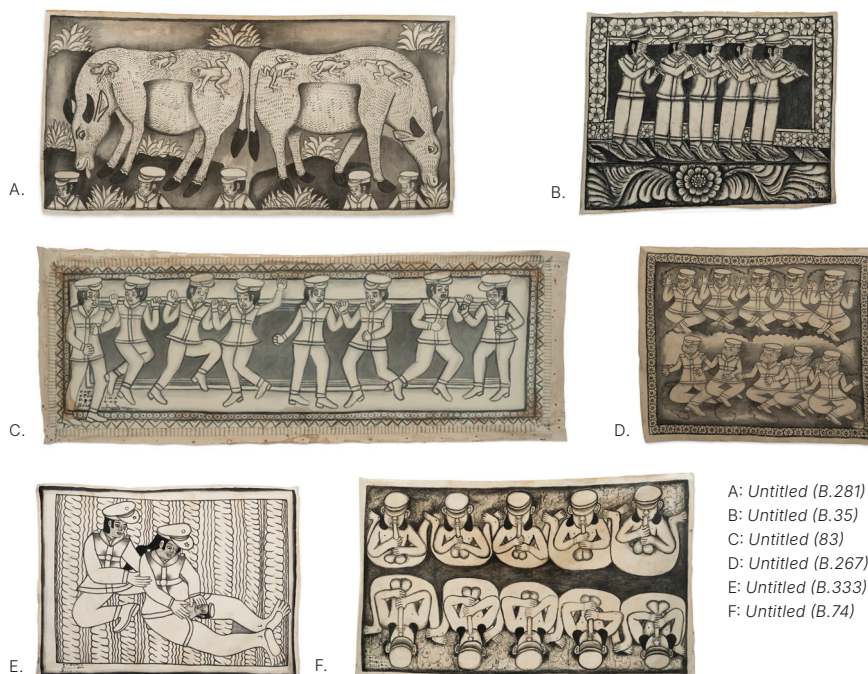 A.
B.
C.
D.
E.
F.
A: Untitled (B.281)
B: Untitled (B.35)
C: Untitled (83)
D: Untitled (B.267)
E: Untitled (B.333)
F: Untitled (B.74)